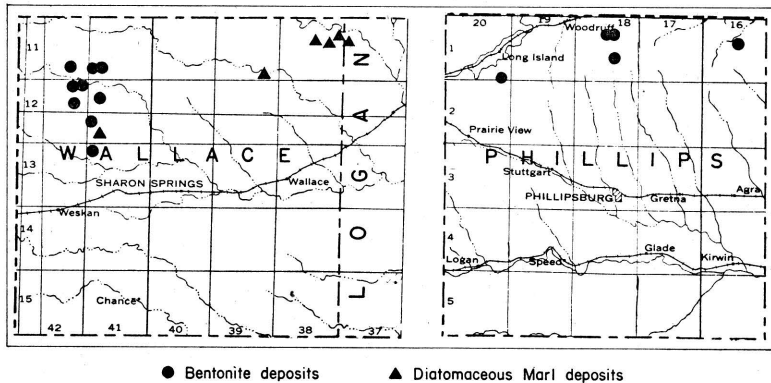 11
12
13
14
15
42
41
40
39
38
37
WALLACE
LOGAN
SHARON SPRINGS
Wallace
Weskan
Chance
20
19
18
17
16
1
2
3
4
5
Woodruff
Long Island
Prairie View
PHILLIPS
Stuttgart
PHILLIPSBURG
Gretna
Agra
Logan
Speed
Glade
Kirwin
Bentonite deposits
Diatomaceous Marl deposits